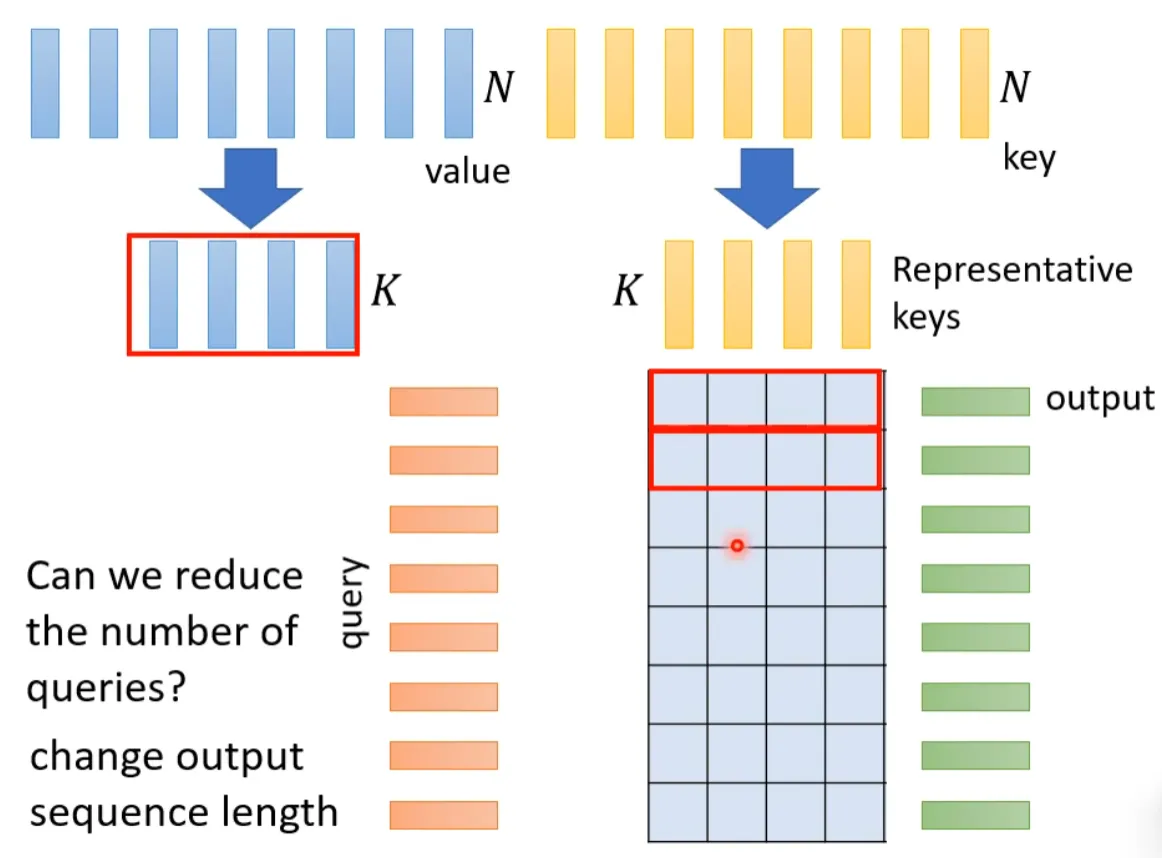 N
value
N
key
K
K
Representative
keys
output
query
Can we reduce
the number of
queries?
change output
sequence length